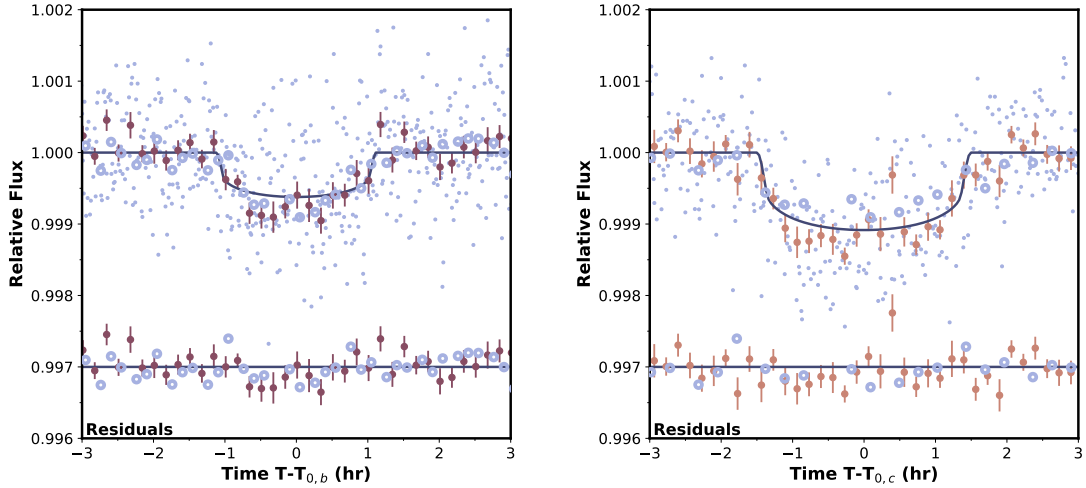 1.002
1.001
1.000
0.999
0.998
0.997
0.996
Relative Flux
Residuals
−3 −2 −1 0 1 2 3
Time T-T0,b (hr)
1.002
1.001
1.000
0.999
0.998
0.997
0.996
Relative Flux
Residuals
−3 −2 −1 0 1 2 3
Time T-T0,c (hr)